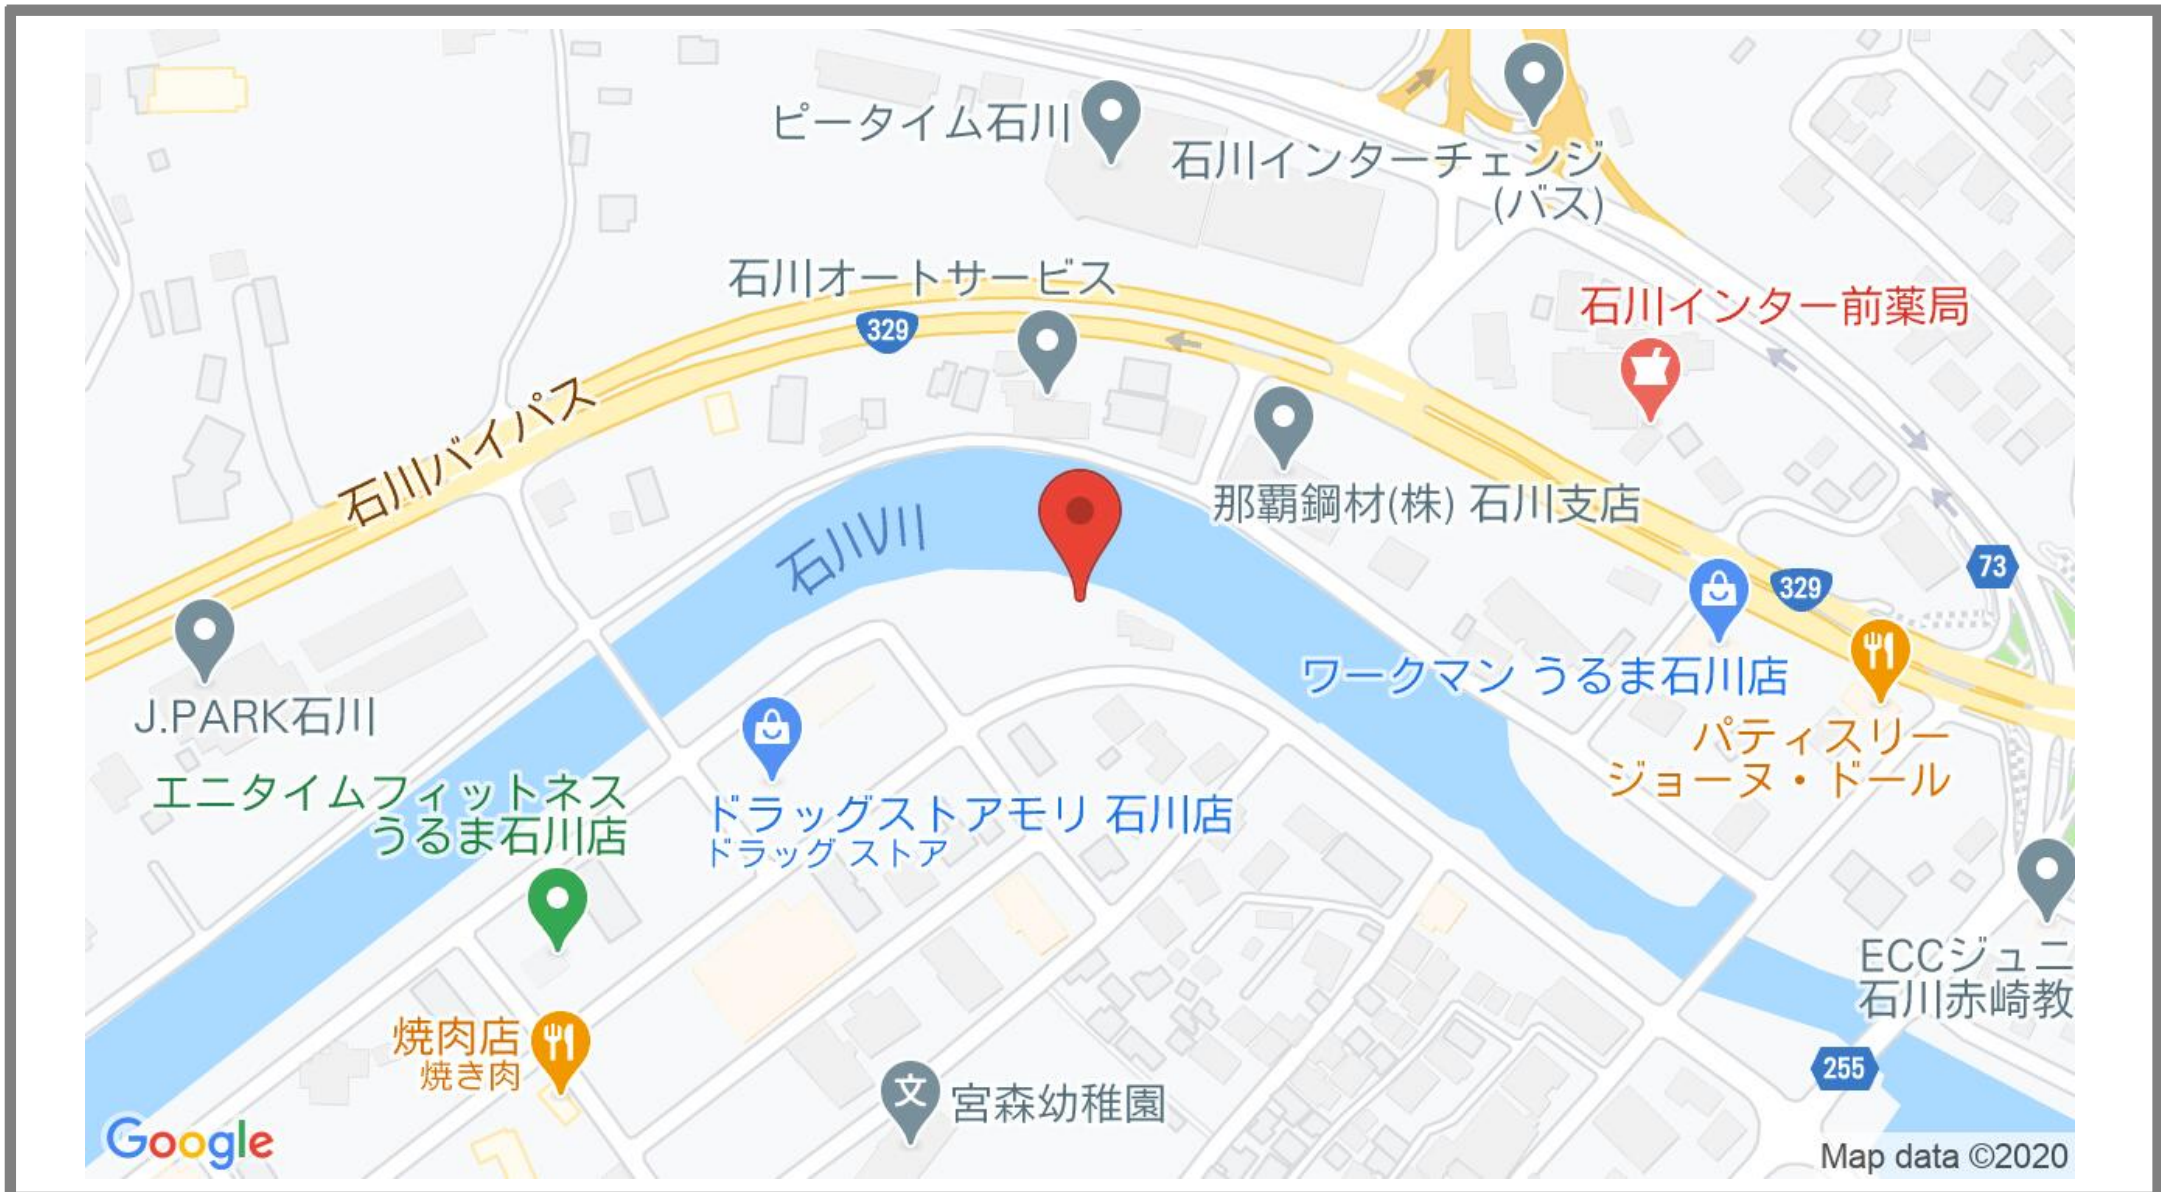 ピータイム石川
石川インターチェンジ
(バス)
石川オートサービス
石川インター前薬局
329
石川バイパス
那覇鋼材(株) 石川支店
石川川
73
329
ワークマン うるま石川店
J.PARK石川
パティスリー
ジョーヌ・ドール
エニタイムフィットネス
うるま石川店
ドラッグストアモリ 石川店
ドラッグ ストア
ECCジュニ
石川赤崎教
焼肉店
焼き肉
255
文
宮森幼稚園
Google
Map data ©2020